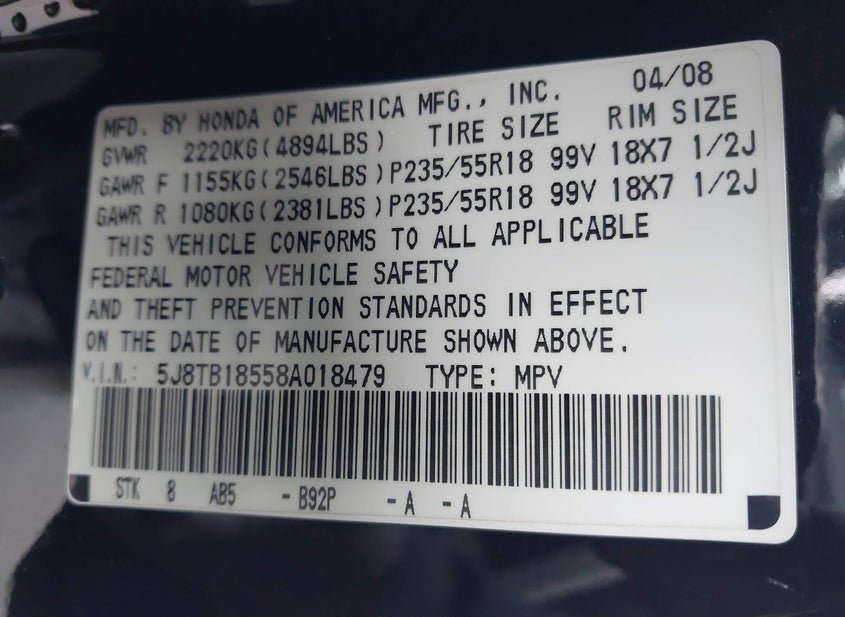 04/08
MFD. BY HONDA OF AMERICA MFG., INC.
GVWR 2220KG(4894LBS) TIRE SIZE RIM SIZE
GAWR F 1155KG(2546LBS)P235/55R18 99V 18X7 1/2J
GAWR R 1080KG(2381LBS)P235/55R18 99V 18X7 1/2J
THIS VEHICLE CONFORMS TO ALL APPLICABLE
FEDERAL MOTOR VEHICLE SAFETY
AND THEFT PREVENTION STANDARDS IN EFFECT
ON THE DATE OF MANUFACTURE SHOWN ABOVE.
V.I.N.: 5J8TB18558A018479 TYPE: MPV
STK 8 AB5 -B92P -A -A